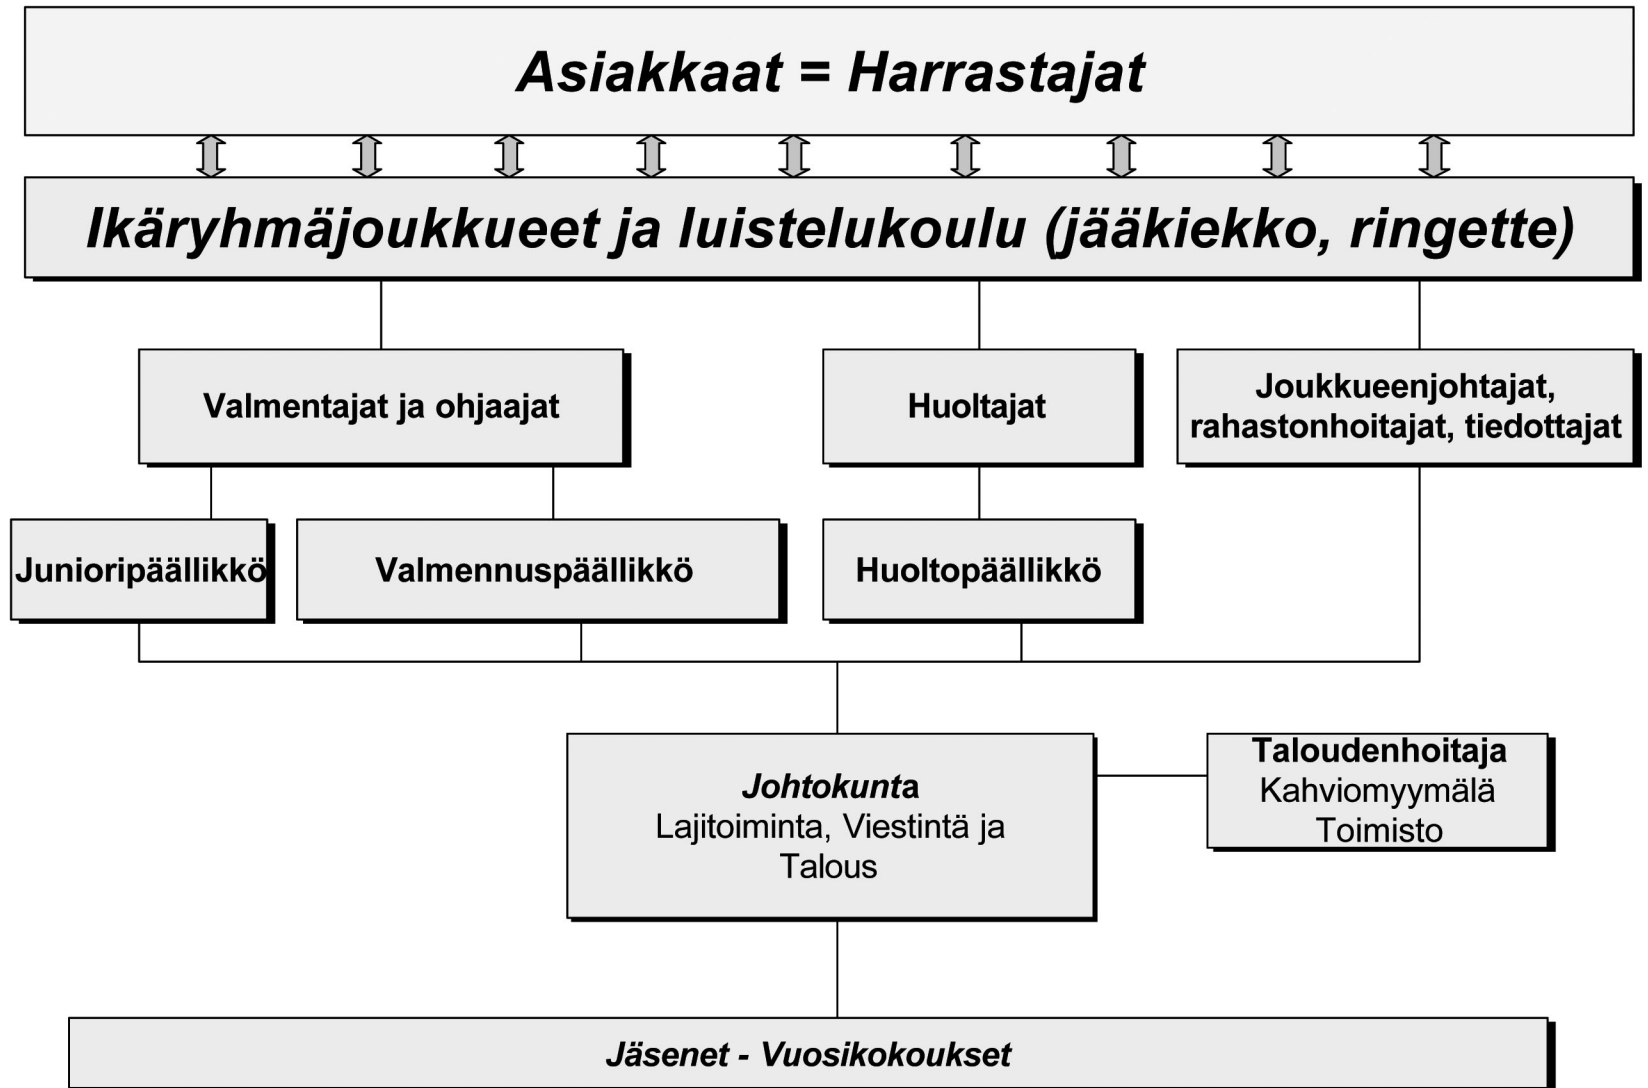 Asiakkaat = Harrastajat
Ikäryhmäjoukkueet ja luistelukoulu (jääkiekko, ringette)
Valmentajat ja ohjaajat
Huoltajat
Joukkueenjohtajat,
rahastonhoitajat, tiedottajat
Junioripäällikkö
Valmennuspäällikkö
Huoltopäällikkö
Johtokunta
Lajitoiminta, Viestintä ja
Talous
Taloudenhoitaja
Kahviomyymälä
Toimisto
Jäsenet - Vuosikokoukset